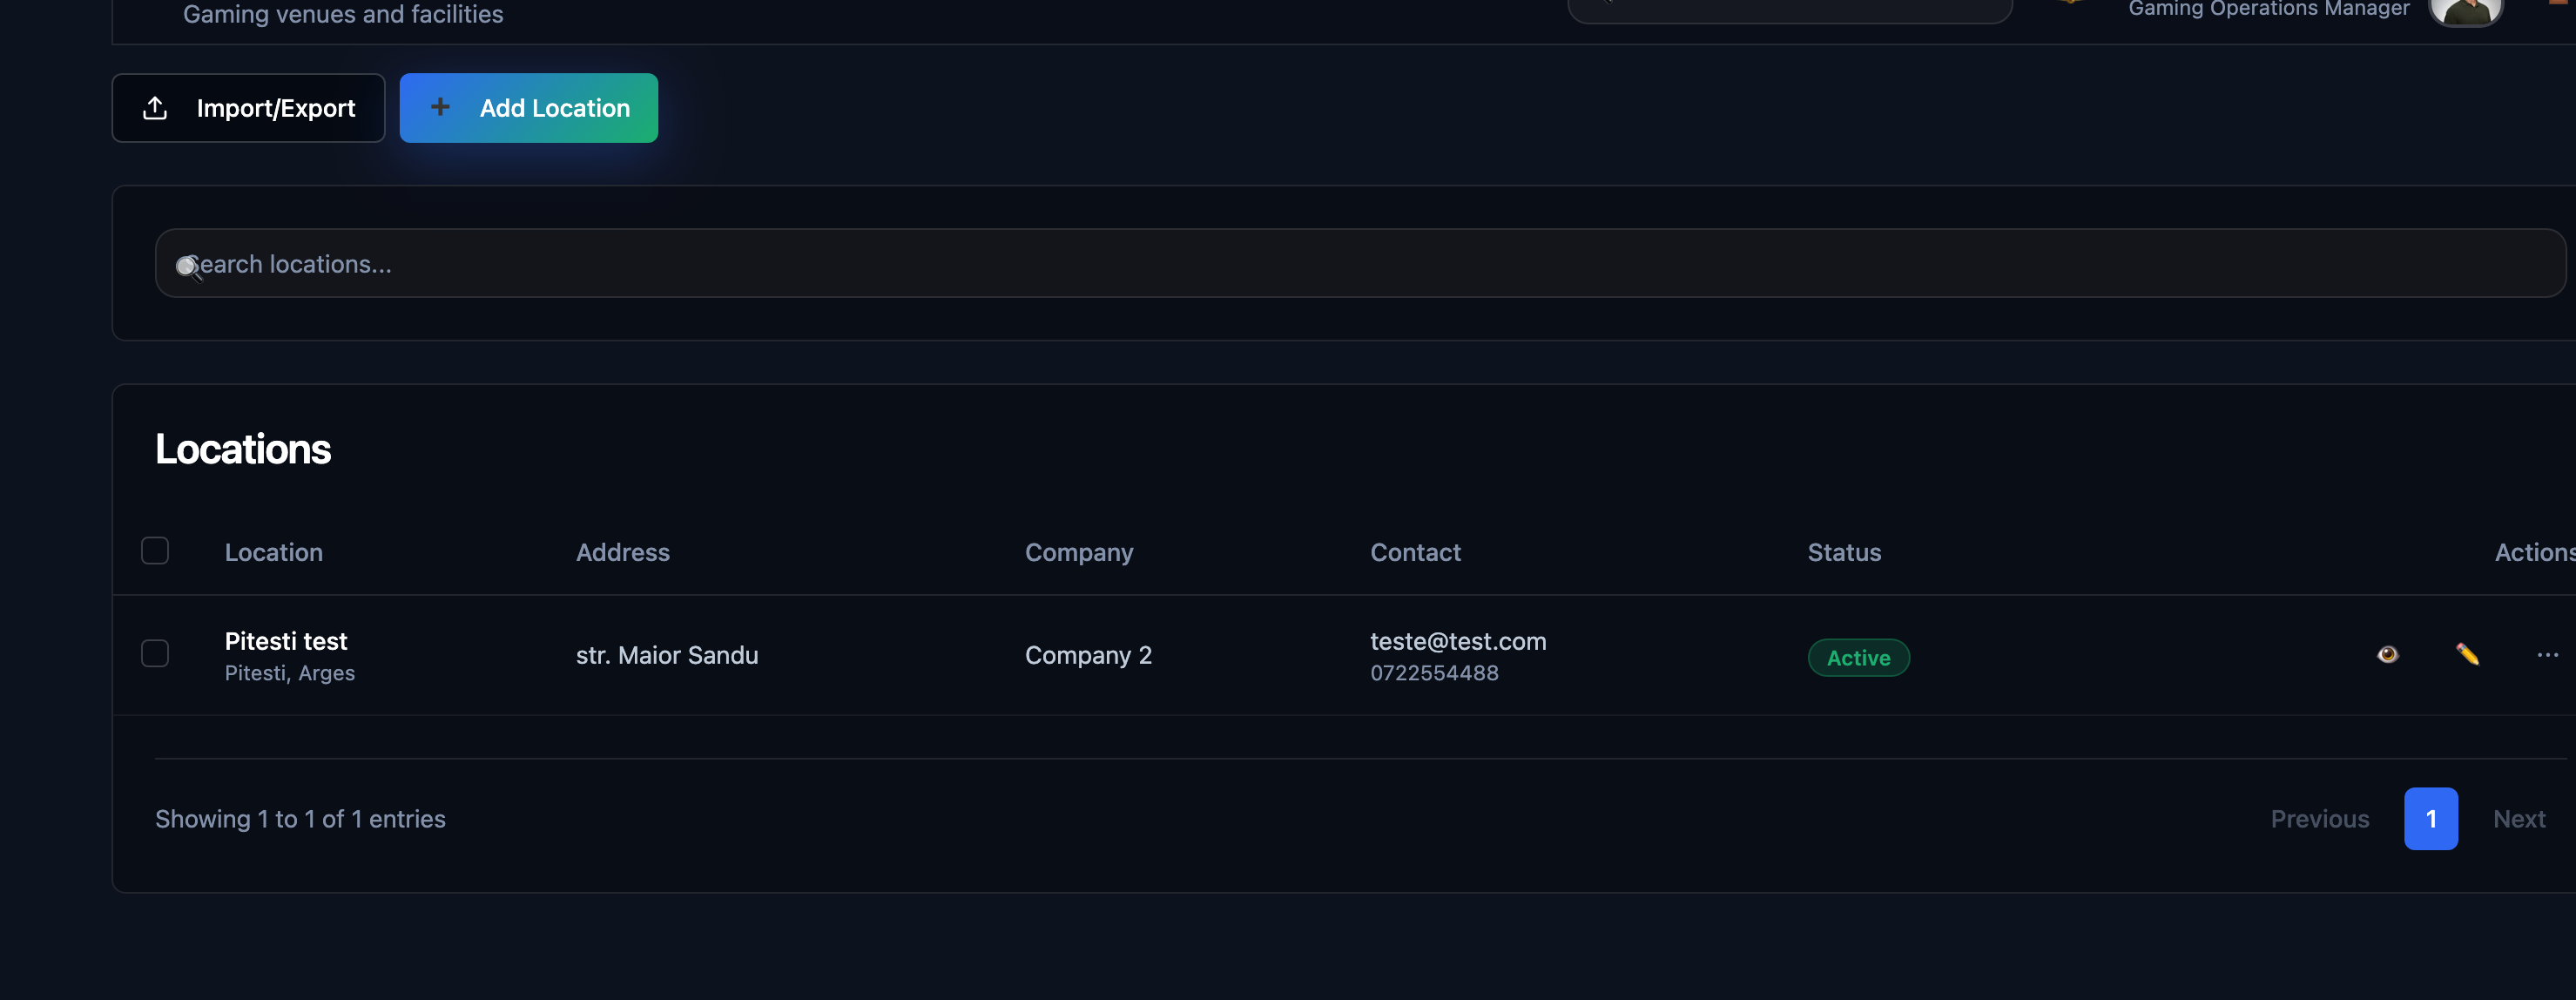 Gaming venues and facilities
Gaming Operations Manager
Import/Export
Add Location
Search locations...
Locations
Location Address Company Contact Status Actions
Pitesti test
Pitesti, Arges
str. Maior Sandu
Company 2
teste@test.com
0722554488
Active
Showing 1 to 1 of 1 entries
Previous 1 Next